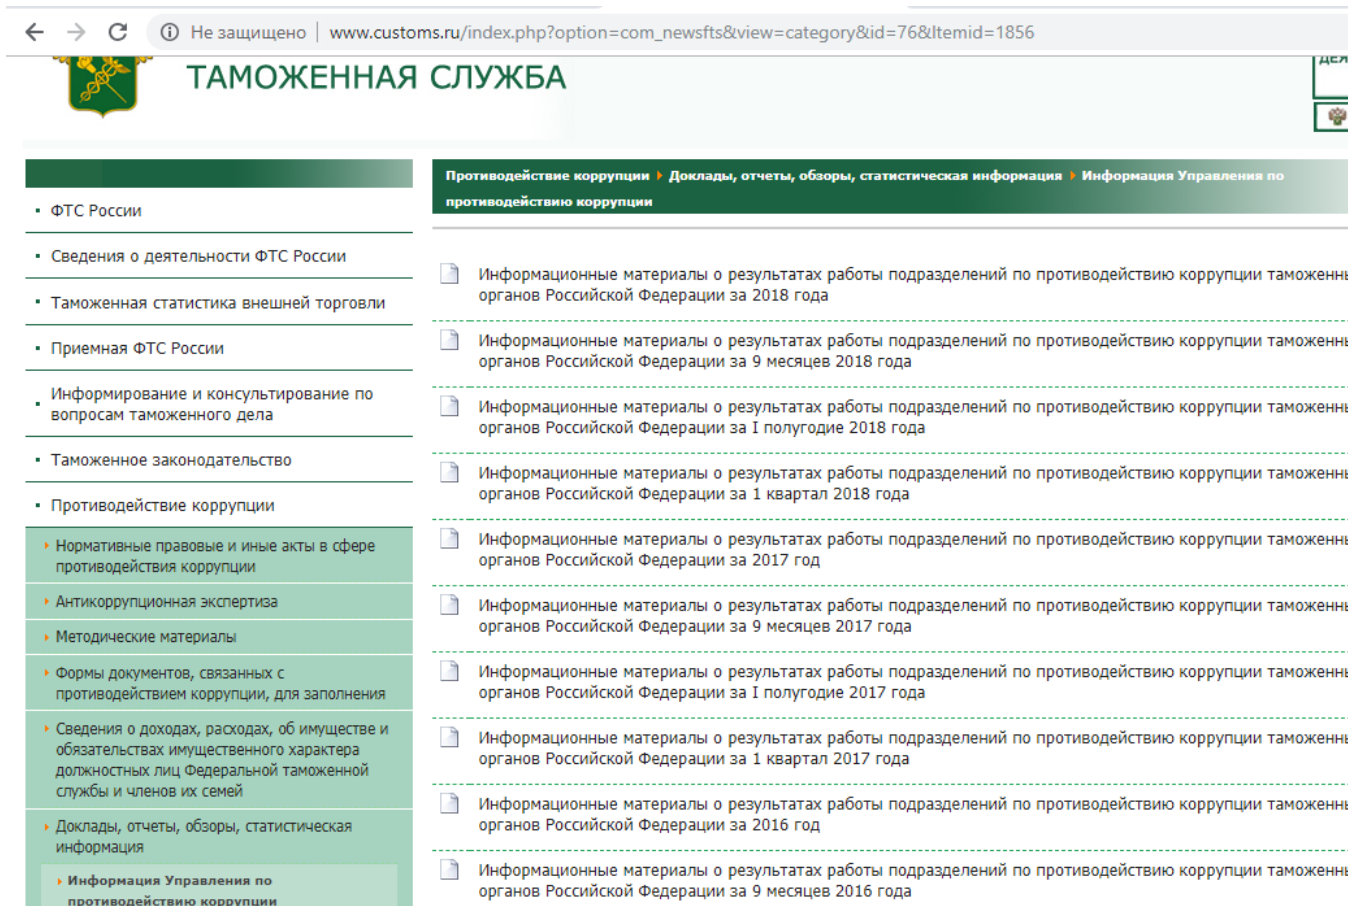 Не защищено | www.customs.ru/index.php?option=com_newsfts&view=category&id=76&Itemid=1856
ТАМОЖЕННАЯ СЛУЖБА
ФТС России
Сведения о деятельности ФТС России
Таможенная статистика внешней торговли
Приемная ФТС России
Информирование и консультирование по
вопросам таможенного дела
Таможенное законодательство
Противодействие коррупции
Нормативные правовые и иные акты в сфере
противодействия коррупции
Антикоррупционная экспертиза
Методические материалы
Формы документов, связанных с
противодействием коррупции, для заполнения
Сведения о доходах, расходах, об имуществе и
обязательствах имущественного характера
должностных лиц Федеральной таможенной
службы и членов их семей
Доклады, отчеты, обзоры, статистическая
информация
Информация Управления по
противодействию коррупции
Противодействие коррупции Доклады, отчеты, обзоры, статистическая информация Информация Управления по
противодействию коррупции
Информационные материалы о результатах работы подразделений по противодействию коррупции таможенн
органов Российской Федерации за 2018 года
Информационные материалы о результатах работы подразделений по противодействию коррупции таможенн
органов Российской Федерации за 9 месяцев 2018 года
Информационные материалы о результатах работы подразделений по противодействию коррупции таможенн
органов Российской Федерации за I полугодие 2018 года
Информационные материалы о результатах работы подразделений по противодействию коррупции таможенн
органов Российской Федерации за 1 квартал 2018 года
Информационные материалы о результатах работы подразделений по противодействию коррупции таможенн
органов Российской Федерации за 2017 год
Информационные материалы о результатах работы подразделений по противодействию коррупции таможенн
органов Российской Федерации за 9 месяцев 2017 года
Информационные материалы о результатах работы подразделений по противодействию коррупции таможенн
органов Российской Федерации за I полугодие 2017 года
Информационные материалы о результатах работы подразделений по противодействию коррупции таможенн
органов Российской Федерации за 1 квартал 2017 года
Информационные материалы о результатах работы подразделений по противодействию коррупции таможенн
органов Российской Федерации за 2016 год
Информационные материалы о результатах работы подразделений по противодействию коррупции таможенн
органов Российской Федерации за 9 месяцев 2016 года